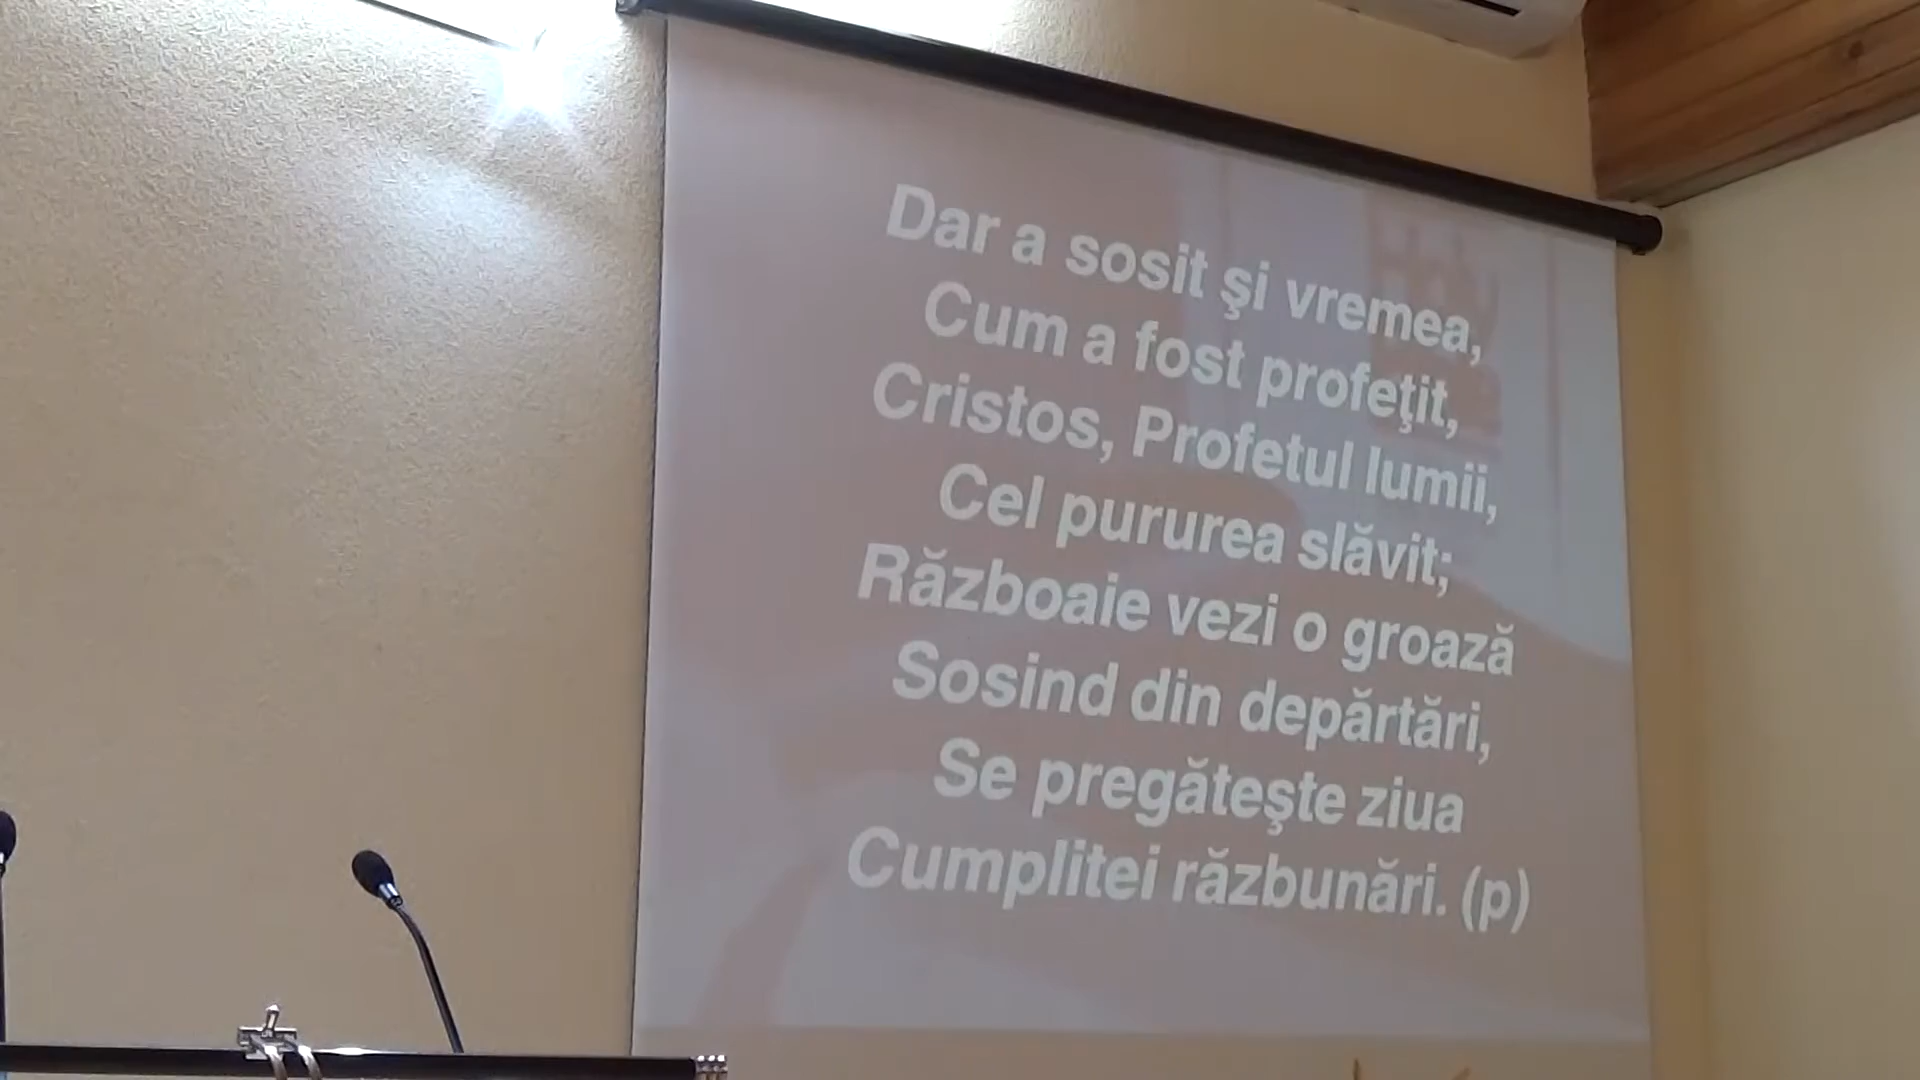 Dar a sosit şi vremea,
Cum a fost profeţit,
Cristos, Profetul lumii,
Cel pururea slăvit;
Războaie vezi o groază
Sosind din depărtări,
Se pregăteşte ziua
Cumplitei răzbunări. (p)